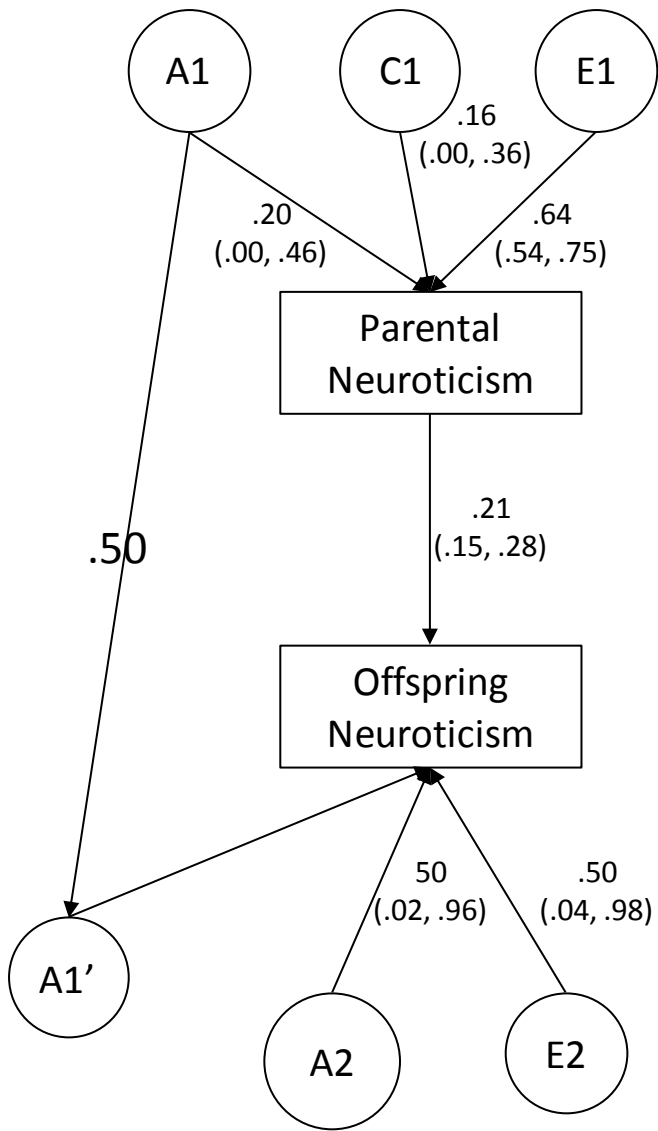 A1
C1
E1
.16
(.00, .36)
.20
(.00, .46)
.64
(.54, .75)
Parental
Neuroticism
.21
(.15, .28)
.50
Offspring
Neuroticism
50
(.02, .96)
.50
(.04, .98)
A1’
A2
E2